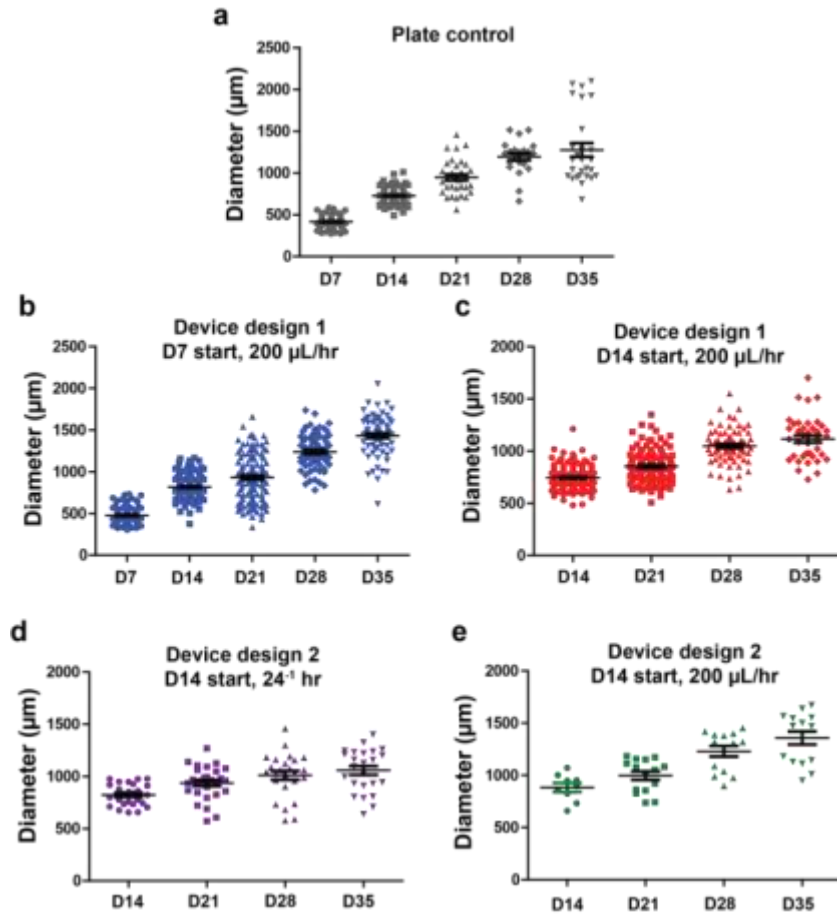 a
Plate control
Diameter (µm)
2500
2000
1500
1000
500
0
D7 D14 D21 D28 D35
b
Device design 1
D7 start, 200 µL/hr
Diameter (µm)
2500
2000
1500
1000
500
0
D7 D14 D21 D28 D35
c
Device design 1
D14 start, 200 µL/hr
Diameter (µm)
2000
1500
1000
500
0
D14 D21 D28 D35
d
Device design 2
D14 start, 24⁻¹ hr
Diameter (µm)
2000
1500
1000
500
0
D14 D21 D28 D35
e
Device design 2
D14 start, 200 µL/hr
Diameter (µm)
2000
1500
1000
500
0
D14 D21 D28 D35